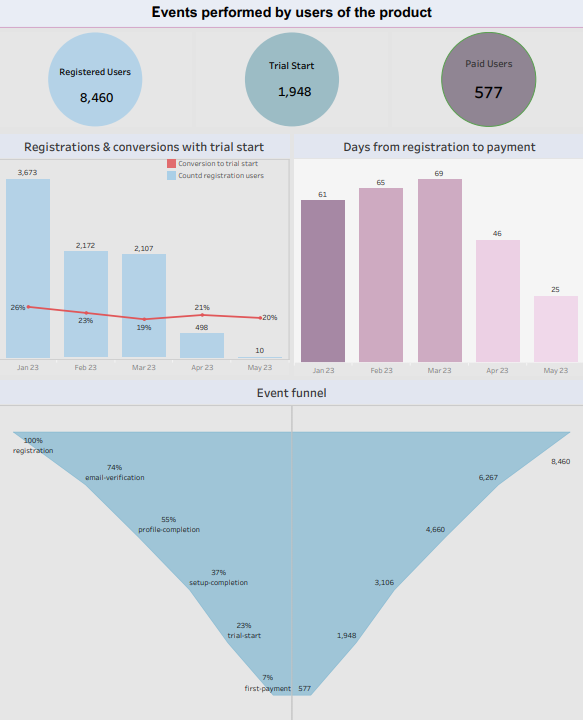 Events performed by users of the product
Registered Users
8,460
Trial Start
1,948
Paid Users
577
Registrations & conversions with trial start
Conversion to trial start
Countd registration users
3,673
2,172
2,107
498
10
26%
23%
19%
21%
20%
Jan 23
Feb 23
Mar 23
Apr 23
May 23
Days from registration to payment
61
65
69
46
25
Jan 23
Feb 23
Mar 23
Apr 23
May 23
Event funnel
100%
registration
8,460
74%
email-verification
6,267
55%
profile-completion
4,660
37%
setup-completion
3,106
23%
trial-start
1,948
7%
first-payment
577